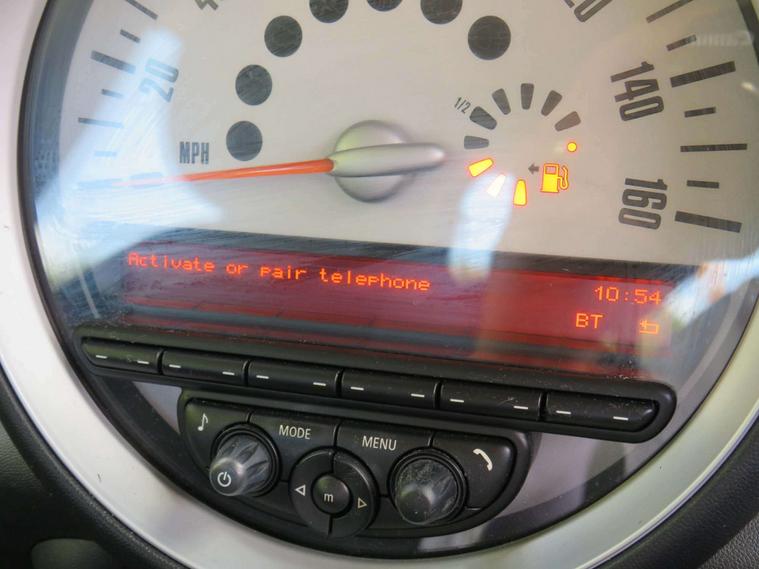 20
MPH
1/2
140
160
Activate or pair telephone
10:54
BT
MODE
MENU
m